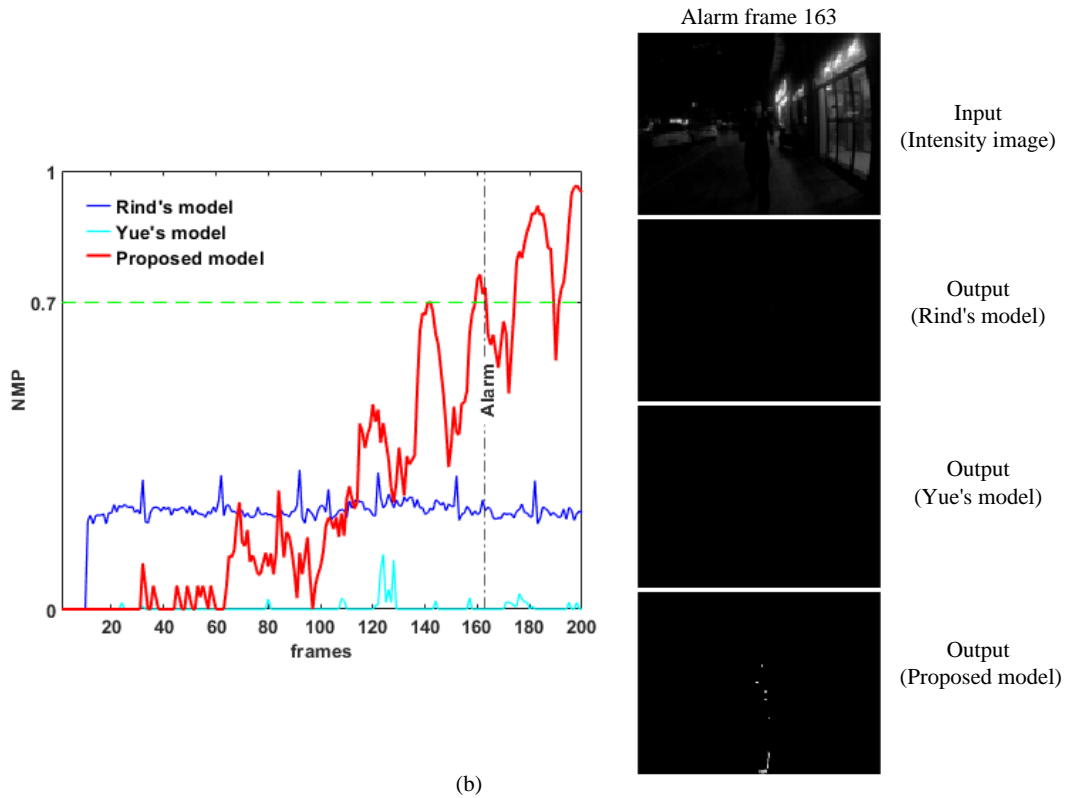 Alarm frame 163
Input
(Intensity image)
Output
(Rind's model)
Output
(Yue's model)
Output
(Proposed model)
1
0.7
0
NMP
Rind's model
Yue's model
Proposed model
Alarm
20 40 60 80 100 120 140 160 180 200
frames
(b)